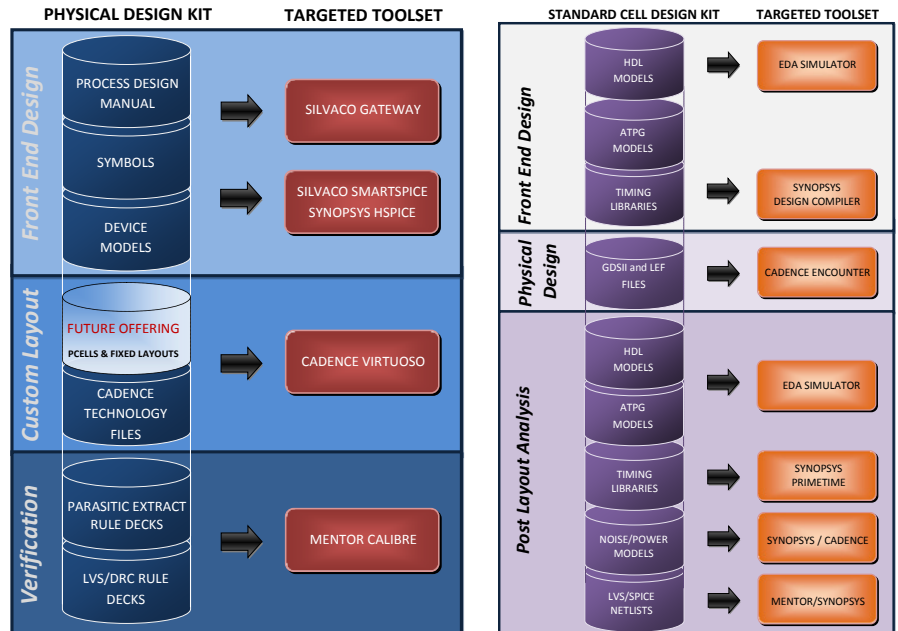 PHYSICAL DESIGN KIT
TARGETED TOOLSET
Front End Design
PROCESS DESIGN
MANUAL
SYMBOLS
DEVICE
MODELS
SILVACO GATEWAY
SILVACO SMARTSPICE
SYNOPSYS HSPICE
Custom Layout
FUTURE OFFERING
PCELLS & FIXED LAYOUTS
CADENCE
TECHNOLOGY
FILES
CADENCE VIRTUOSO
Verification
PARASITIC EXTRACT
RULE DECKS
LVS/DRC RULE
DECKS
MENTOR CALIBRE
STANDARD CELL DESIGN KIT
TARGETED TOOLSET
Front End Design
HDL
MODELS
ATPG
MODELS
TIMING
LIBRARIES
EDA SIMULATOR
SYNOPSYS
DESIGN COMPILER
Physical
Design
GDSII and LEF
FILES
CADENCE ENCOUNTER
Post Layout Analysis
HDL
MODELS
ATPG
MODELS
TIMING
LIBRARIES
NOISE/POWER
MODELS
LVS/SPICE
NETLISTS
EDA SIMULATOR
SYNOPSYS
PRIMETIME
SYNOPSYS / CADENCE
MENTOR/SYNOPSYS